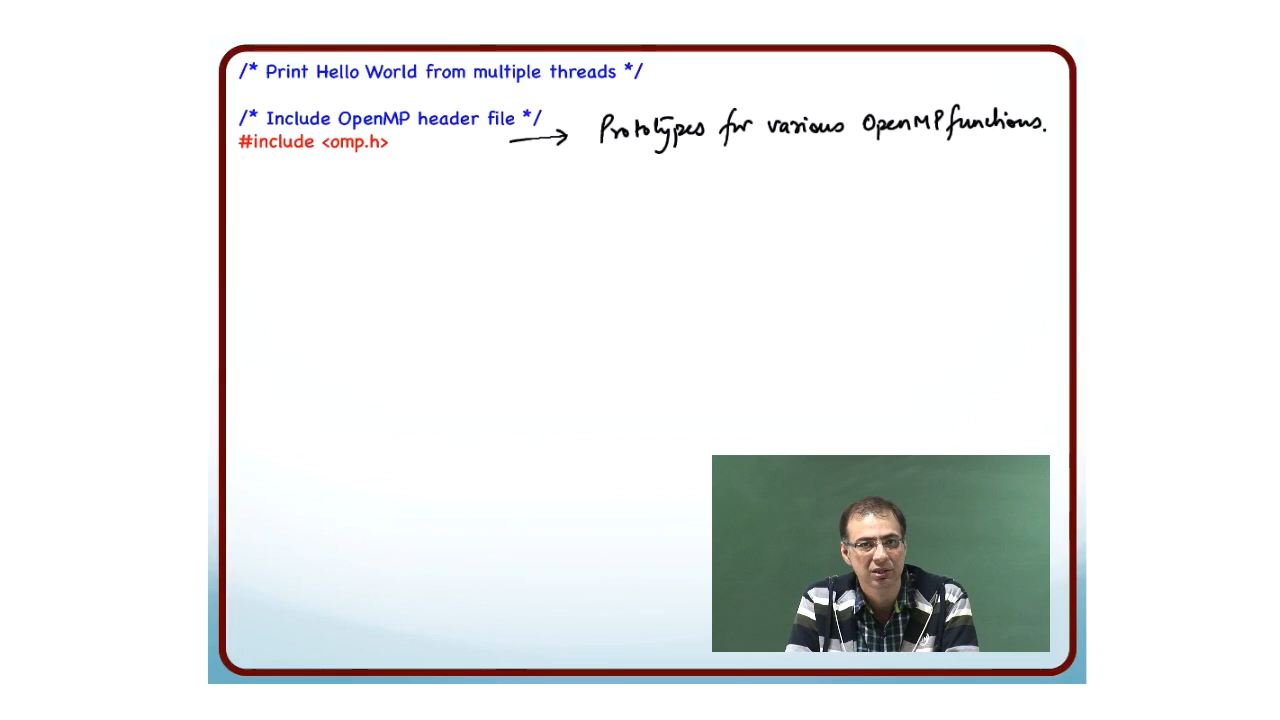 /* Print Hello World from multiple threads */
/* Include OpenMP header file */
#include <omp.h>
Prototypes for various OpenMP functions.